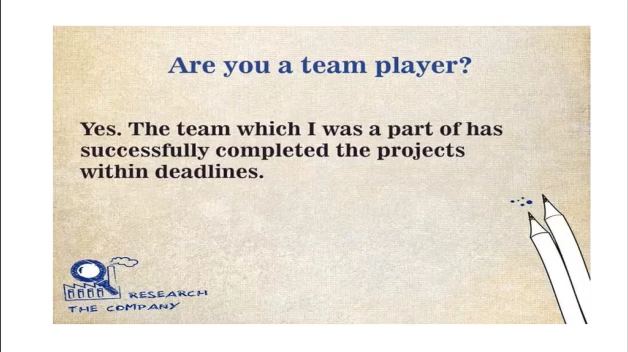 Are you a team player?
Yes. The team which I was a part of has
successfully completed the projects
within deadlines.
RESEARCH
THE COMPANY